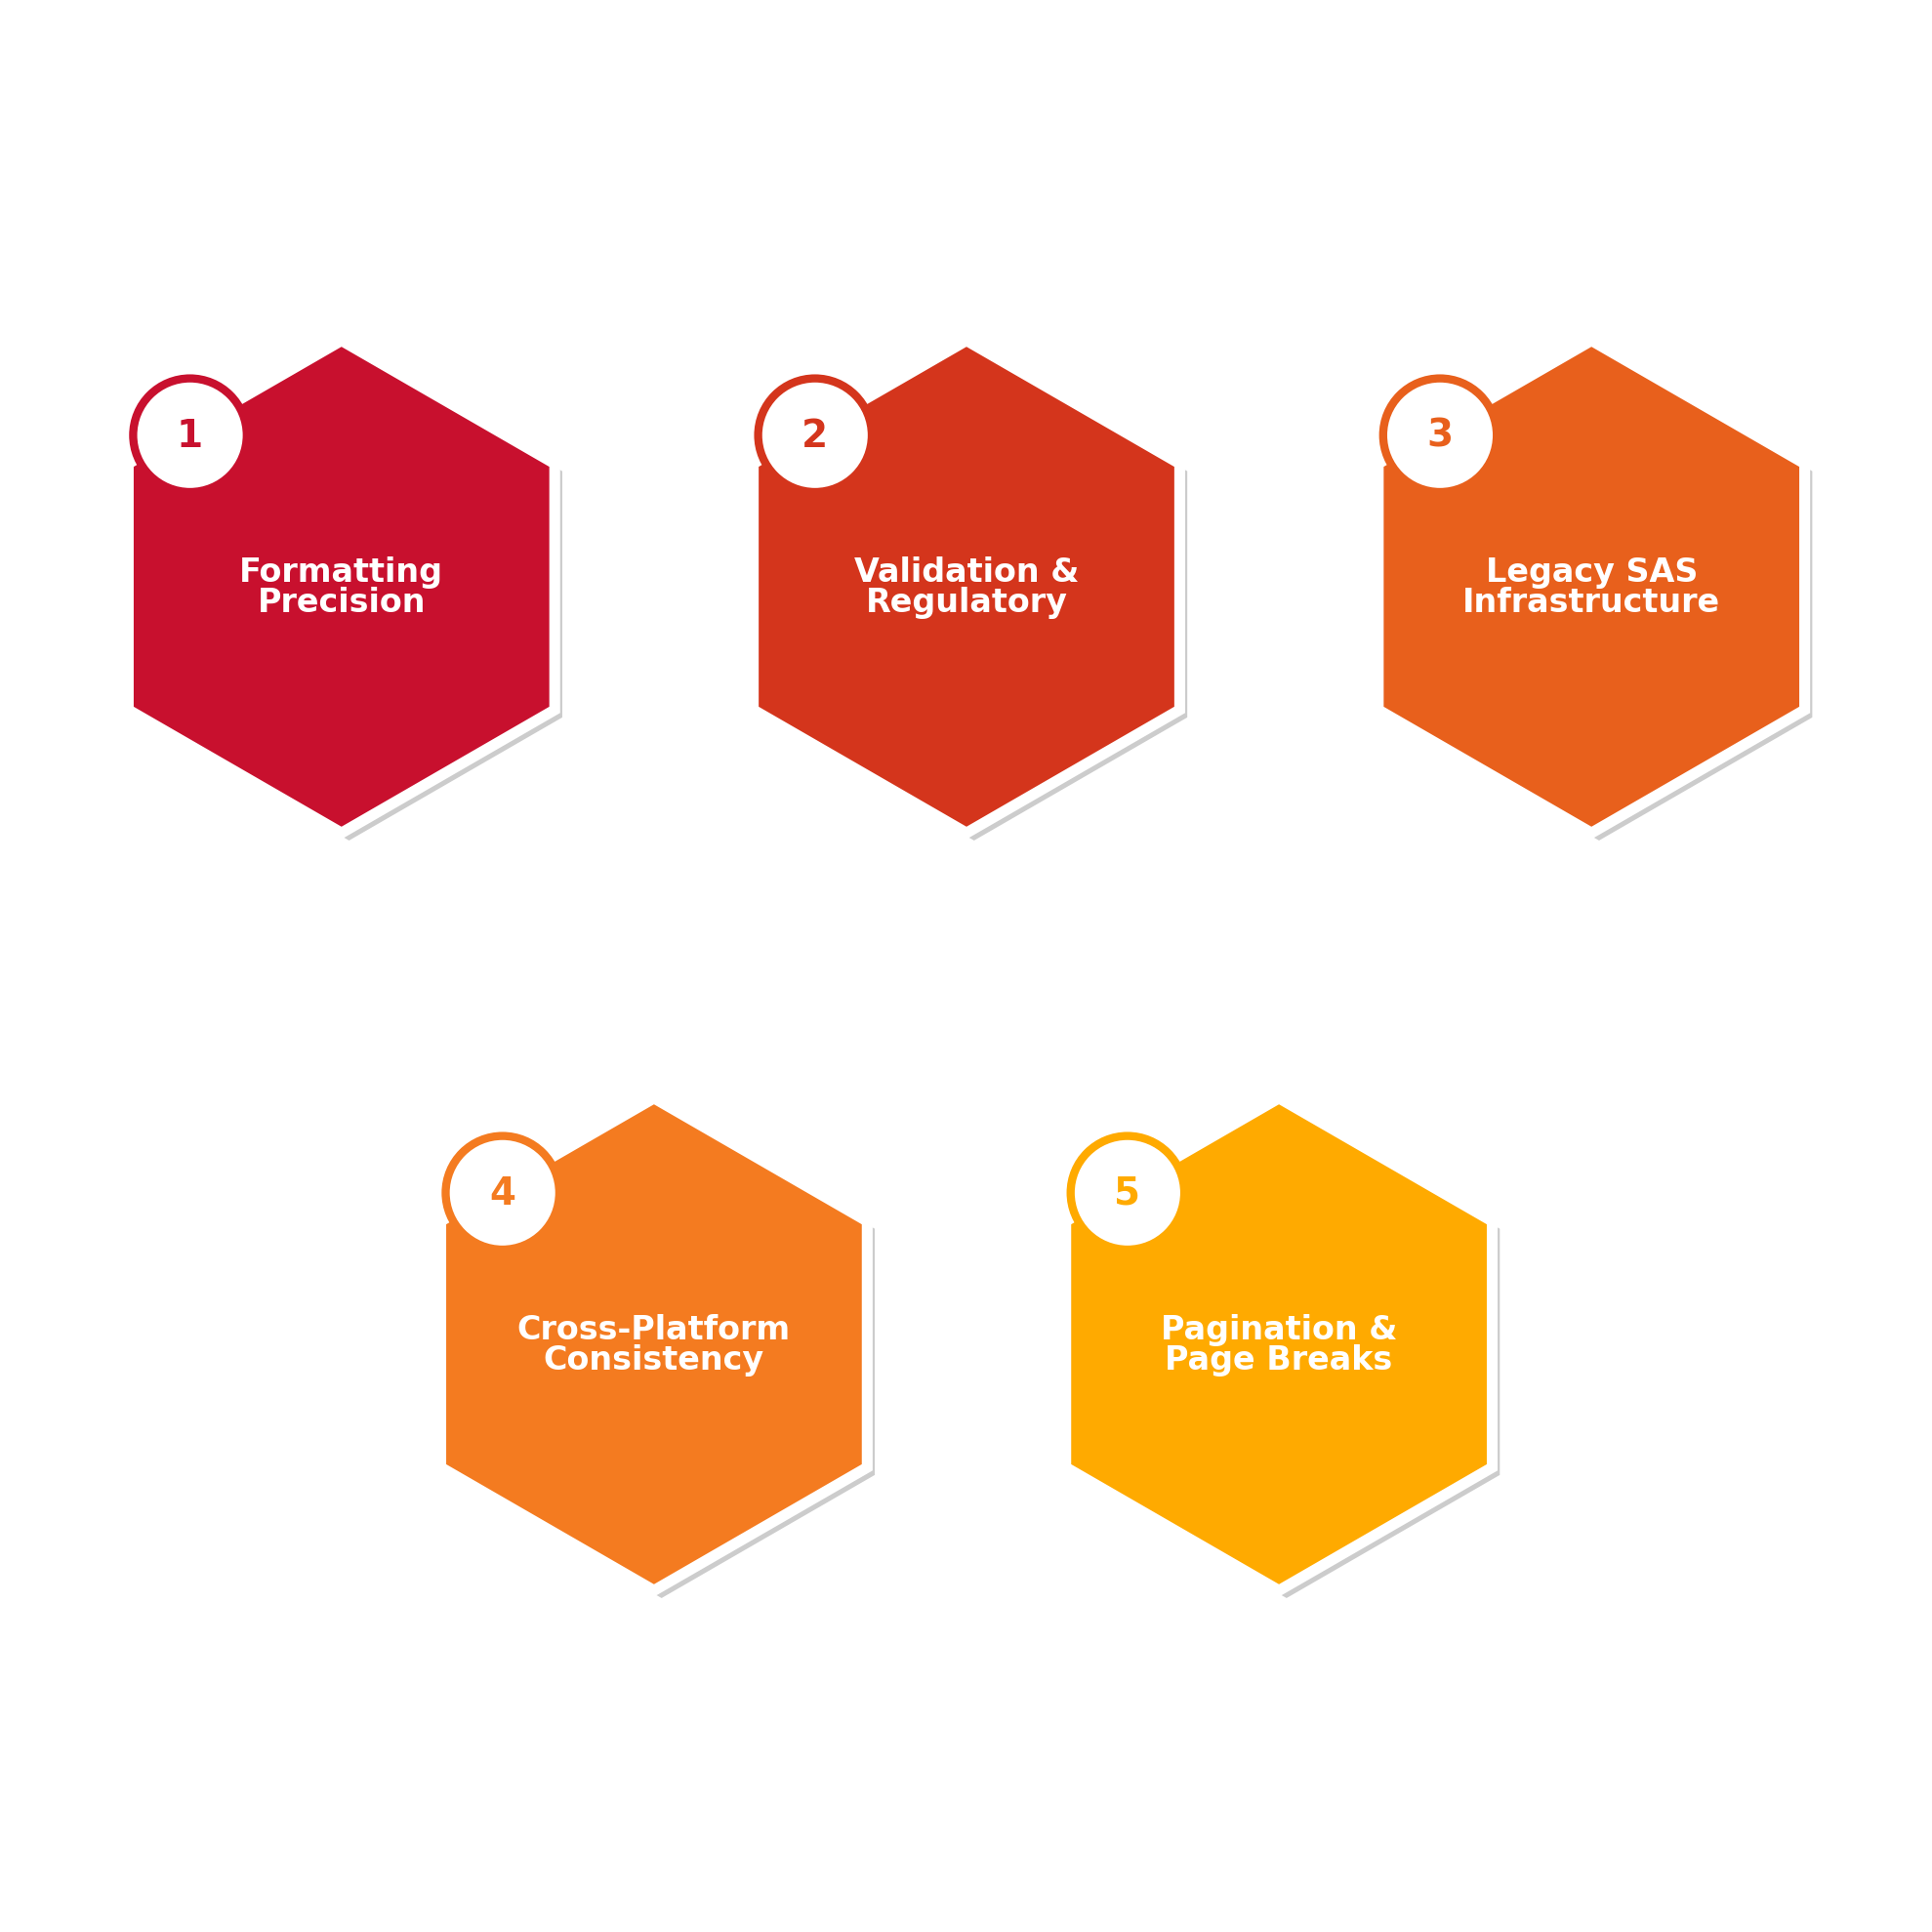 1
Formatting
Precision
2
Validation &
Regulatory
3
Legacy SAS
Infrastructure
4
Cross-Platform
Consistency
5
Pagination &
Page Breaks